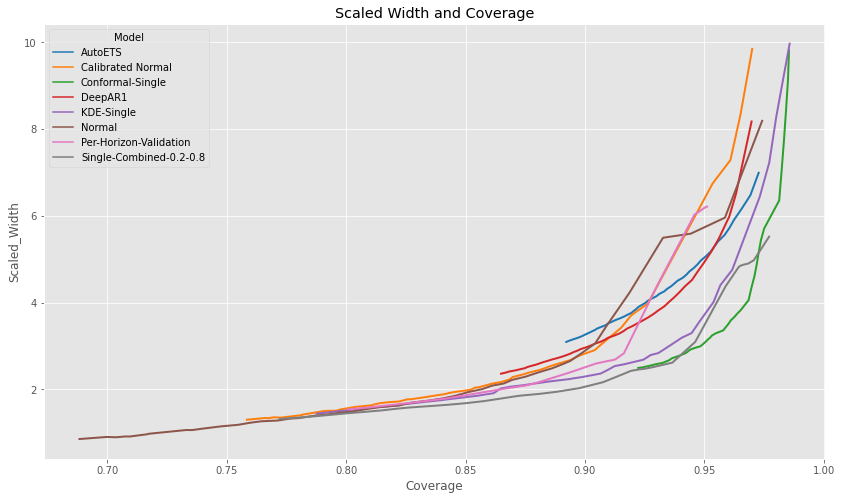 Scaled Width and Coverage
Model
AutoETS
Calibrated Normal
Conformal-Single
DeepAR1
KDE-Single
Normal
Per-Horizon-Validation
Single-Combined-0.2-0.8
Scaled_Width
10
8
6
4
2
0.70 0.75 0.80 0.85 0.90 0.95 1.00
Coverage